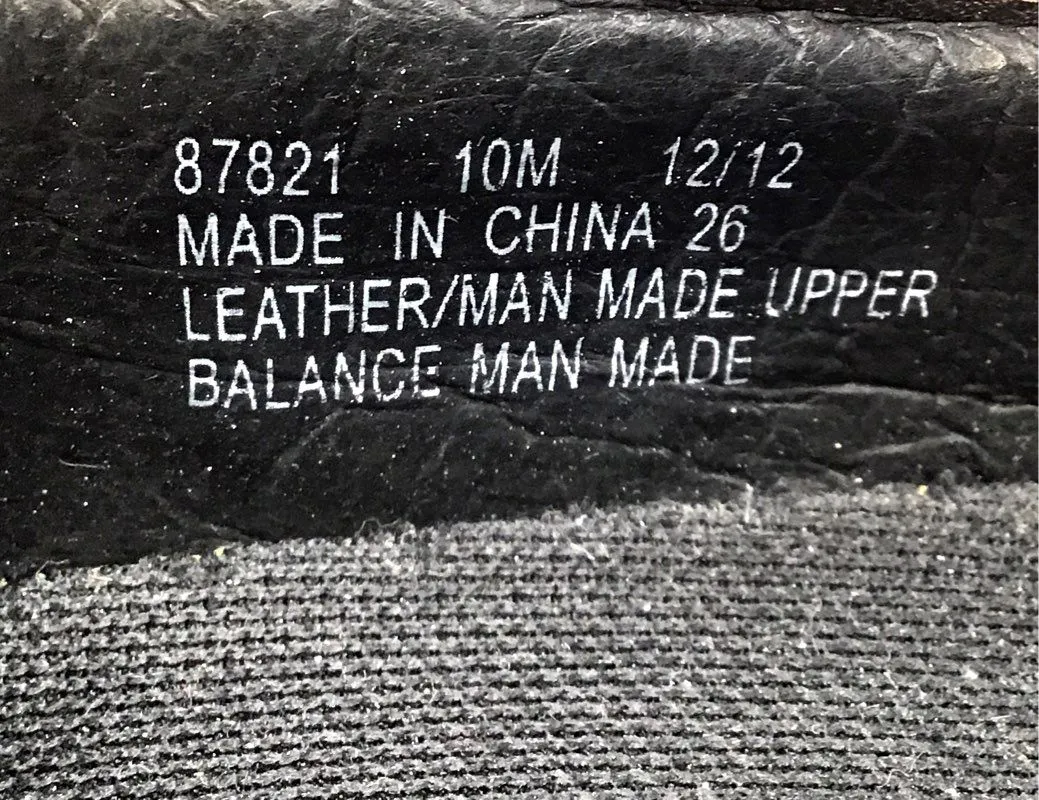 87821 10M 12/12
MADE IN CHINA 26
LEATHER/MAN MADE UPPER
BALANCE MAN MADE